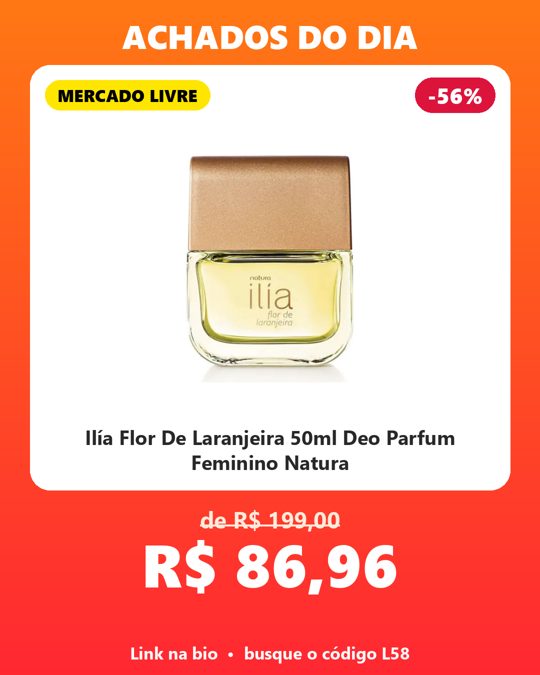 ACHADOS DO DIA
MERCADO LIVRE
-56%
natura
ilía
flor de
laranjeira
Ilía Flor De Laranjeira 50ml Deo Parfum
Feminino Natura
de R$ 199,00
R$ 86,96
Link na bio • busque o código L58